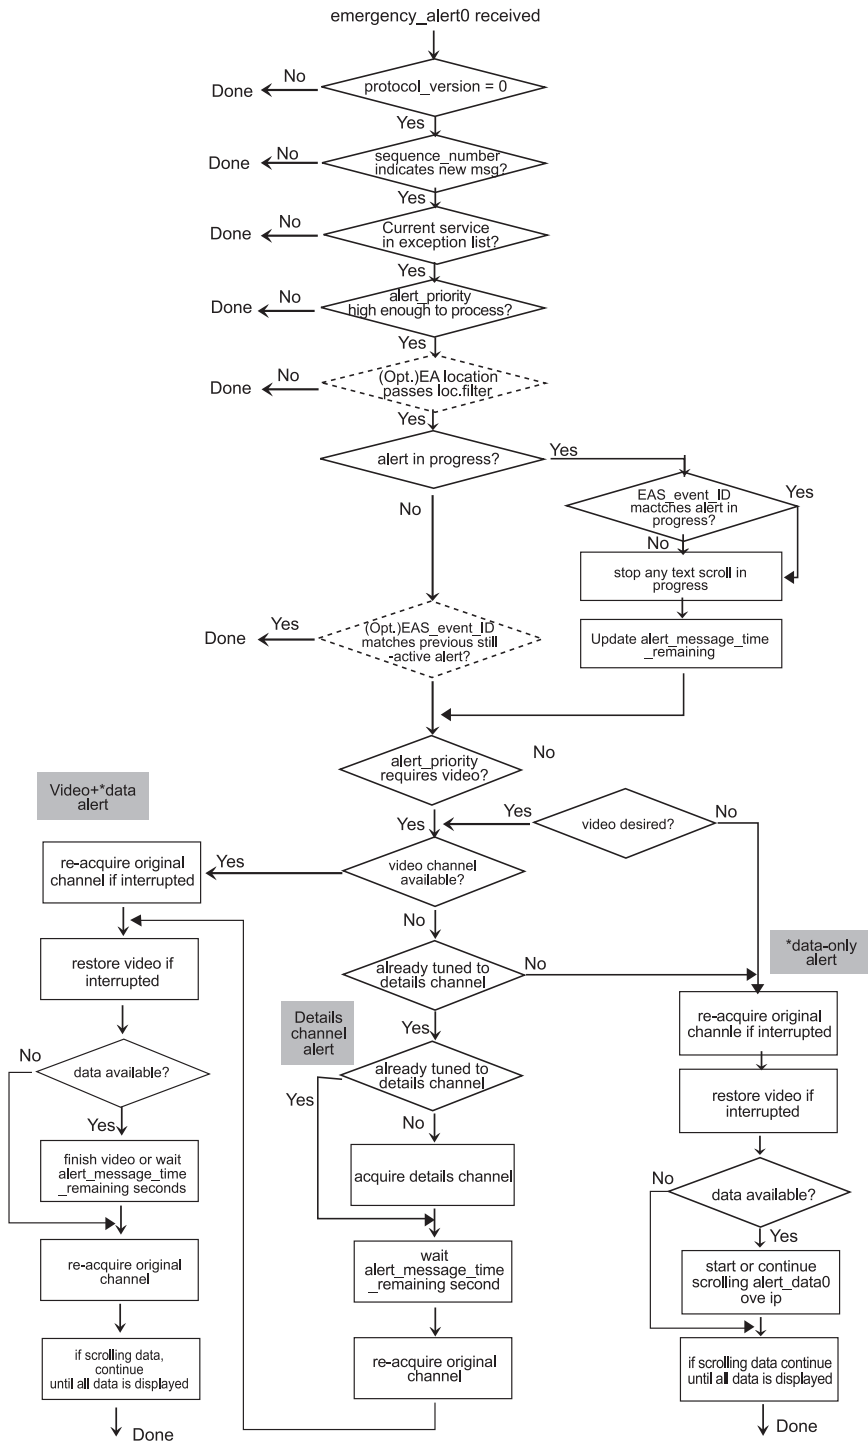 emergency_alert0 received
No
Done
protocol_version = 0
Yes
sequence_number
No
Done
indicates new msg?
Yes
Current service
No
Done
in exception list?
Yes
alert_priority
No
Done
high enough to process?
Yes
(Opt.)EA location
No
Done
passes loc.filter
Yes
alert in progress?
Yes
EAS_event_ID
mactches alert in
progress?
Yes
No
No
stop any text scroll in
progress
Yes
Done
(Opt.)EAS_event_ID
matches previous still
-active alert?
Update alert_message_time
_remaining
alert_priority
requires video?
No
Video+*data
alert
Yes
Yes
video desired?
No
re-acquire original
channel if interrupted
Yes
video channel
available?
No
restore video if
interrupted
already tuned to
details channel
No
*data-only
alert
Details
channel
alert
Yes
re-acquire original
channle if interrupted
No
data available?
already tuned to
details channel
Yes
restore video if
interrupted
Yes
No
finish video or wait
alert_message_time
_remaining seconds
acquire details channel
No
data available?
Yes
re-acquire original
channel
wait
alert_message_time
_remaining second
start or continue
scrolling alert_data0
ove ip
if scrolling data,
continue
until all data is displayed
re-acquire original
channel
if scrolling data continue
until all data is displayed
Done
Done